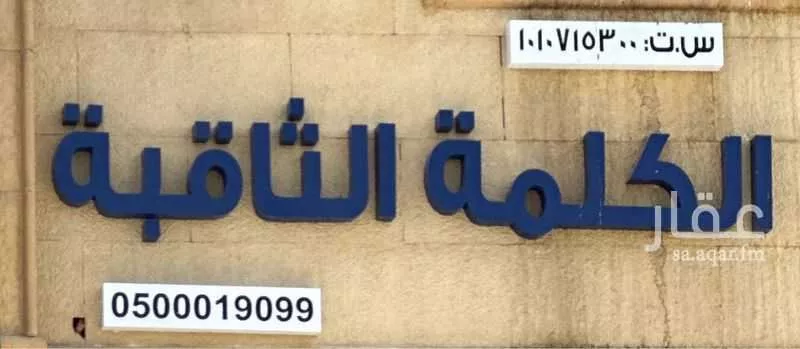 س.ت: ١٠١٠٧١٥٣٠٠
الكلمة الثاقبة
عقار
sa.aqar.fm
0500019099